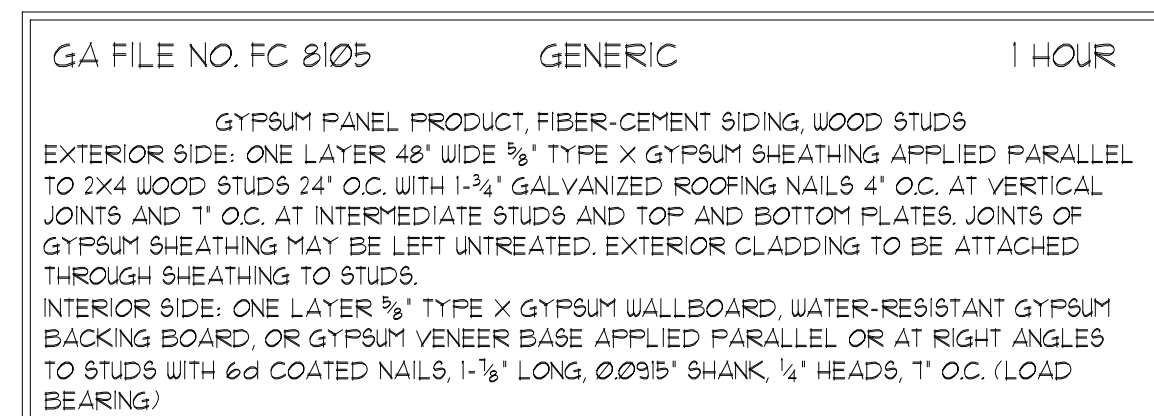 GA FILE NO. FC 8105 GENERIC 1 HOUR
GYPSUM PANEL PRODUCT, FIBER-CEMENT SIDING, WOOD STUDS
EXTERIOR SIDE: ONE LAYER 48" WIDE ⅝" TYPE X GYPSUM SHEATHING APPLIED PARALLEL
TO 2X4 WOOD STUDS 24" O.C. WITH 1-¾" GALVANIZED ROOFING NAILS 4" O.C. AT VERTICAL
JOINTS AND 7" O.C. AT INTERMEDIATE STUDS AND TOP AND BOTTOM PLATES. JOINTS OF
GYPSUM SHEATHING MAY BE LEFT UNTREATED. EXTERIOR CLADDING TO BE ATTACHED
THROUGH SHEATHING TO STUDS.
INTERIOR SIDE: ONE LAYER ⅝" TYPE X GYPSUM WALLBOARD, WATER-RESISTANT GYPSUM
BACKING BOARD, OR GYPSUM VENEER BASE APPLIED PARALLEL OR AT RIGHT ANGLES
TO STUDS WITH 6d COATED NAILS, 1-⅞" LONG, 0.0915" SHANK, ¼" HEADS, 7" O.C. (LOAD
BEARING)